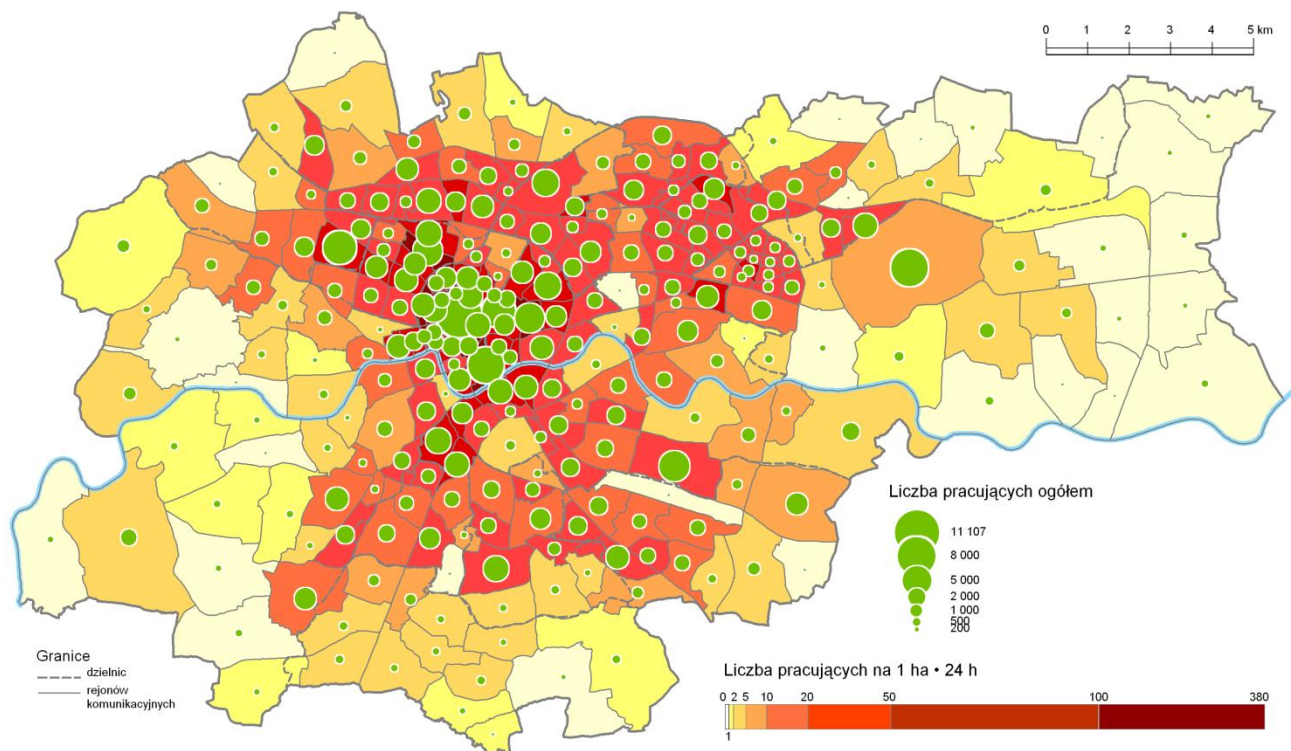 0 1 2 3 4 5 km
Liczba pracujących ogółem
11 107
8 000
5 000
2 000
1 000
500
200
Granice
dzielnic
rejonów
komunikacyjnych
Liczba pracujących na 1 ha • 24 h
0 2 5 10 20 50 100 380
1